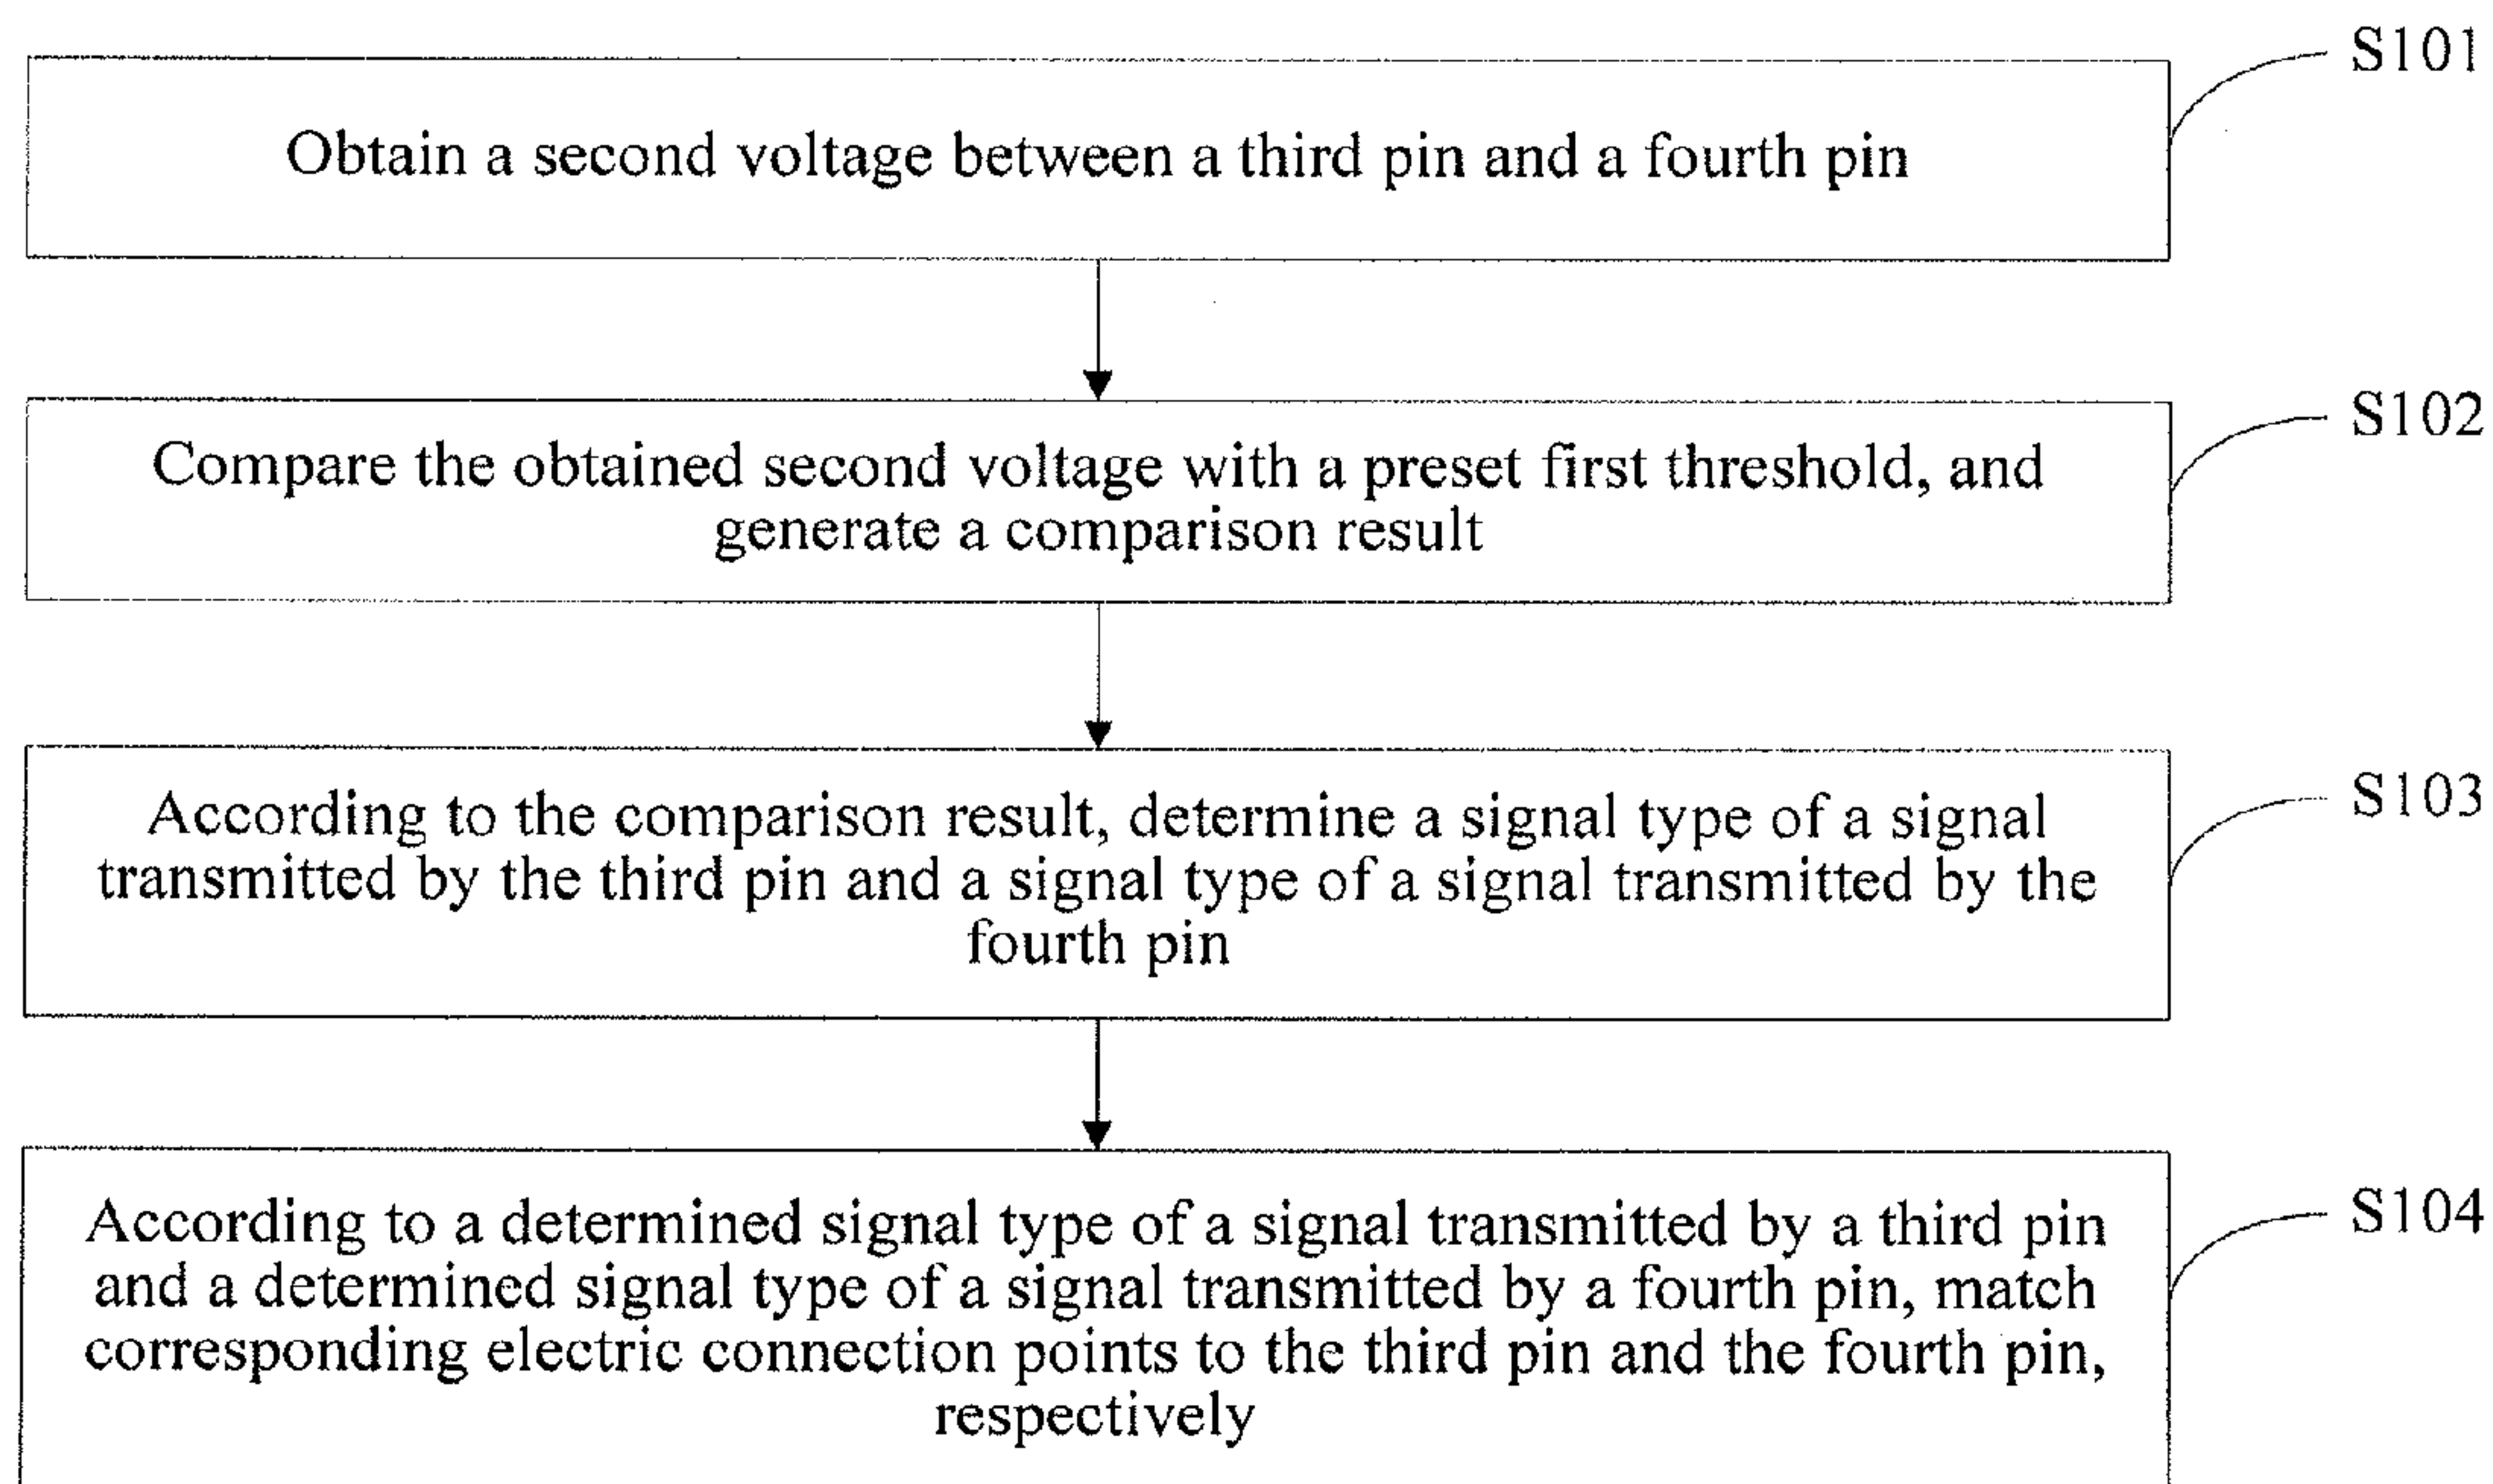 S101
Obtain a second voltage between a third pin and a fourth pin
S102
Compare the obtained second voltage with a preset first threshold, and
generate a comparison result
S103
According to the comparison result, determine a signal type of a signal
transmitted by the third pin and a signal type of a signal transmitted by the
fourth pin
S104
According to a determined signal type of a signal transmitted by a third pin
and a determined signal type of a signal transmitted by a fourth pin, match
corresponding electric connection points to the third pin and the fourth pin,
respectively